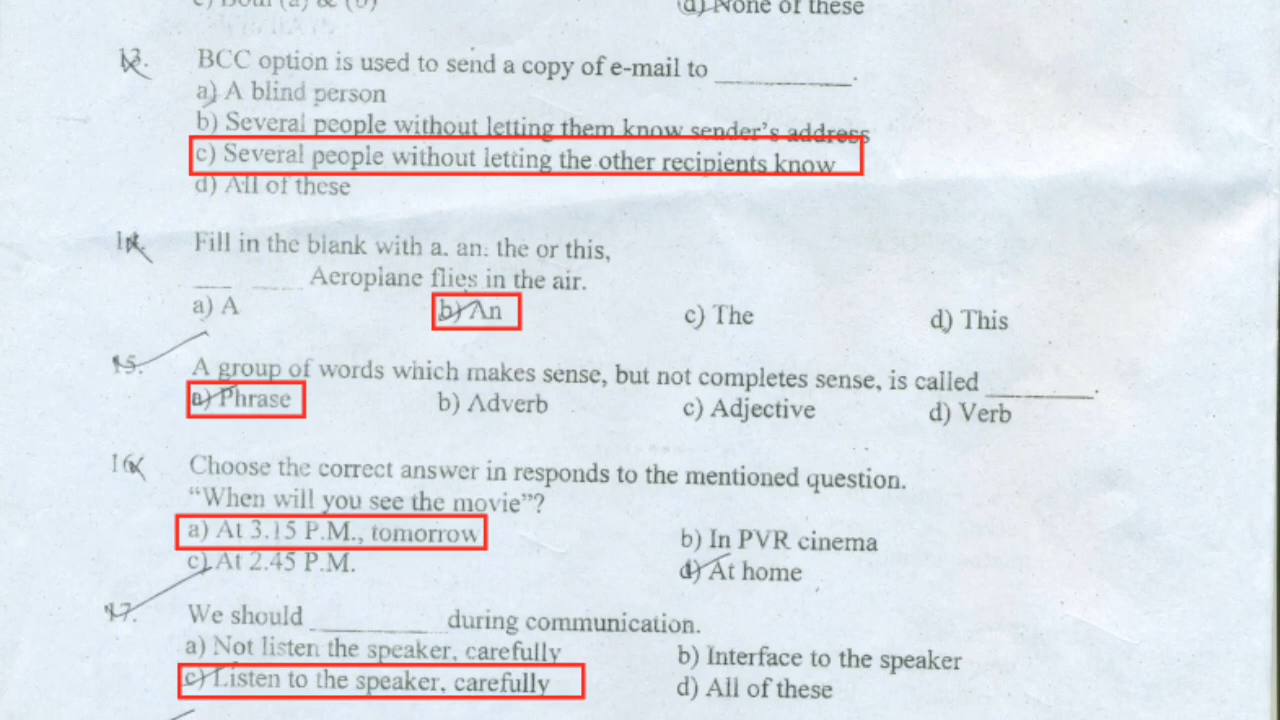 c) Both (a) & (b) d) None of these
13. BCC option is used to send a copy of e-mail to __________.
a) A blind person
b) Several people without letting them know sender's address
c) Several people without letting the other recipients know
d) All of these
14. Fill in the blank with a. an. the or this,
___ ____ Aeroplane flies in the air.
a) A b) An c) The d) This
15. A group of words which makes sense, but not completes sense, is called ________.
a) Phrase b) Adverb c) Adjective d) Verb
16. Choose the correct answer in responds to the mentioned question.
“When will you see the movie”?
a) At 3.15 P.M., tomorrow b) In PVR cinema
c) At 2.45 P.M. d) At home
17. We should __________ during communication.
a) Not listen the speaker, carefully b) Interface to the speaker
c) Listen to the speaker, carefully d) All of these